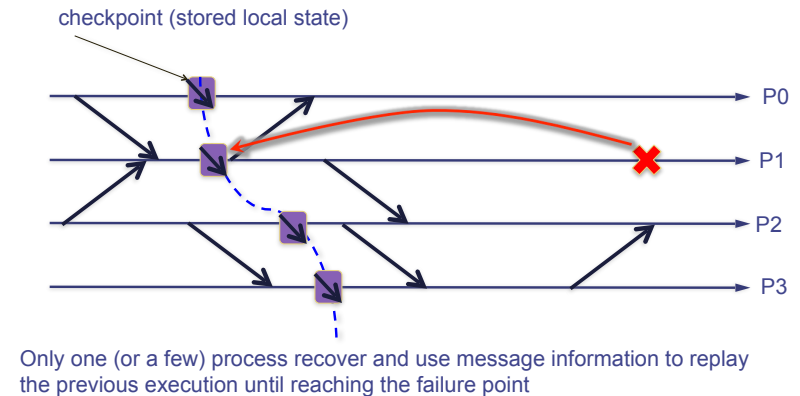 checkpoint (stored local state)
P0
P1
P2
P3
Only one (or a few) process recover and use message information to replay
the previous execution until reaching the failure point